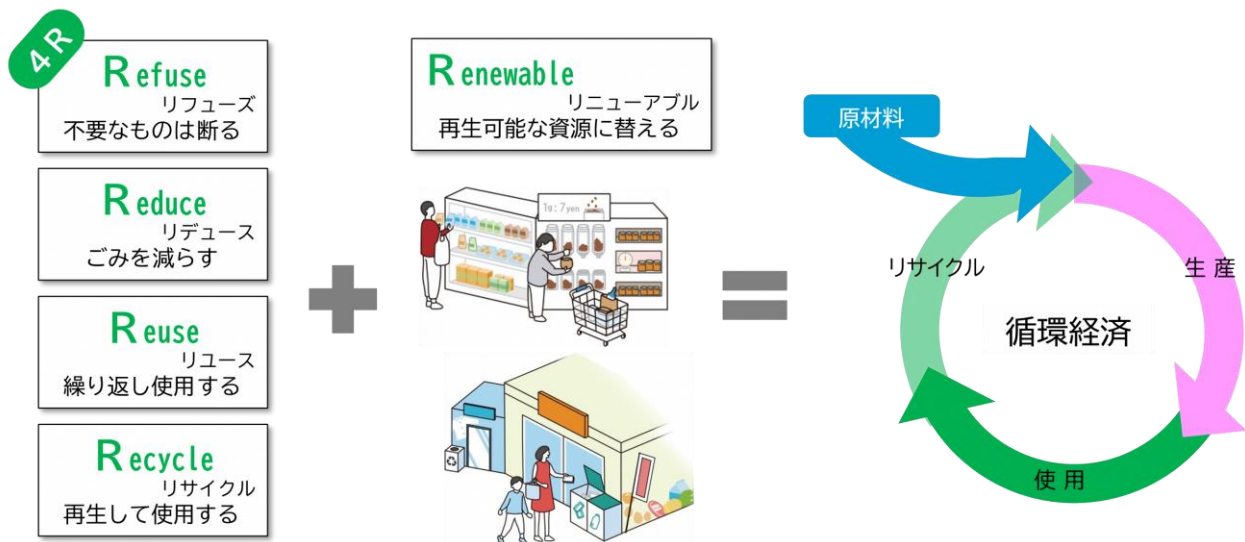 4R
Refuse
リフューズ
不要なものは断る
Reduce
リデュース
ごみを減らす
Reuse
リユース
繰り返し使用する
Recycle
リサイクル
再生して使用する
Renewable
リニューアブル
再生可能な資源に替える
1g:7yen
原材料
リサイクル
生産
循環経済
使用